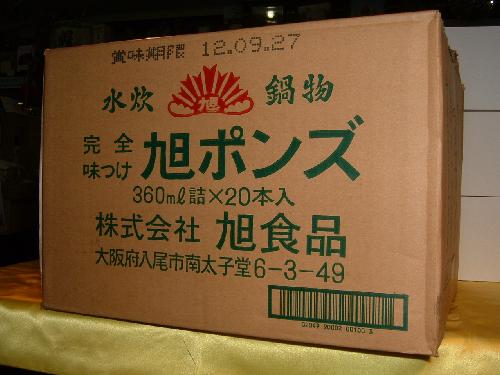 賞味期限 12.09.27
水炊 旭 鍋物
完全味つけ 旭ポンズ
360mℓ詰×20本入
株式会社 旭食品
大阪府八尾市南太子堂6-3-49